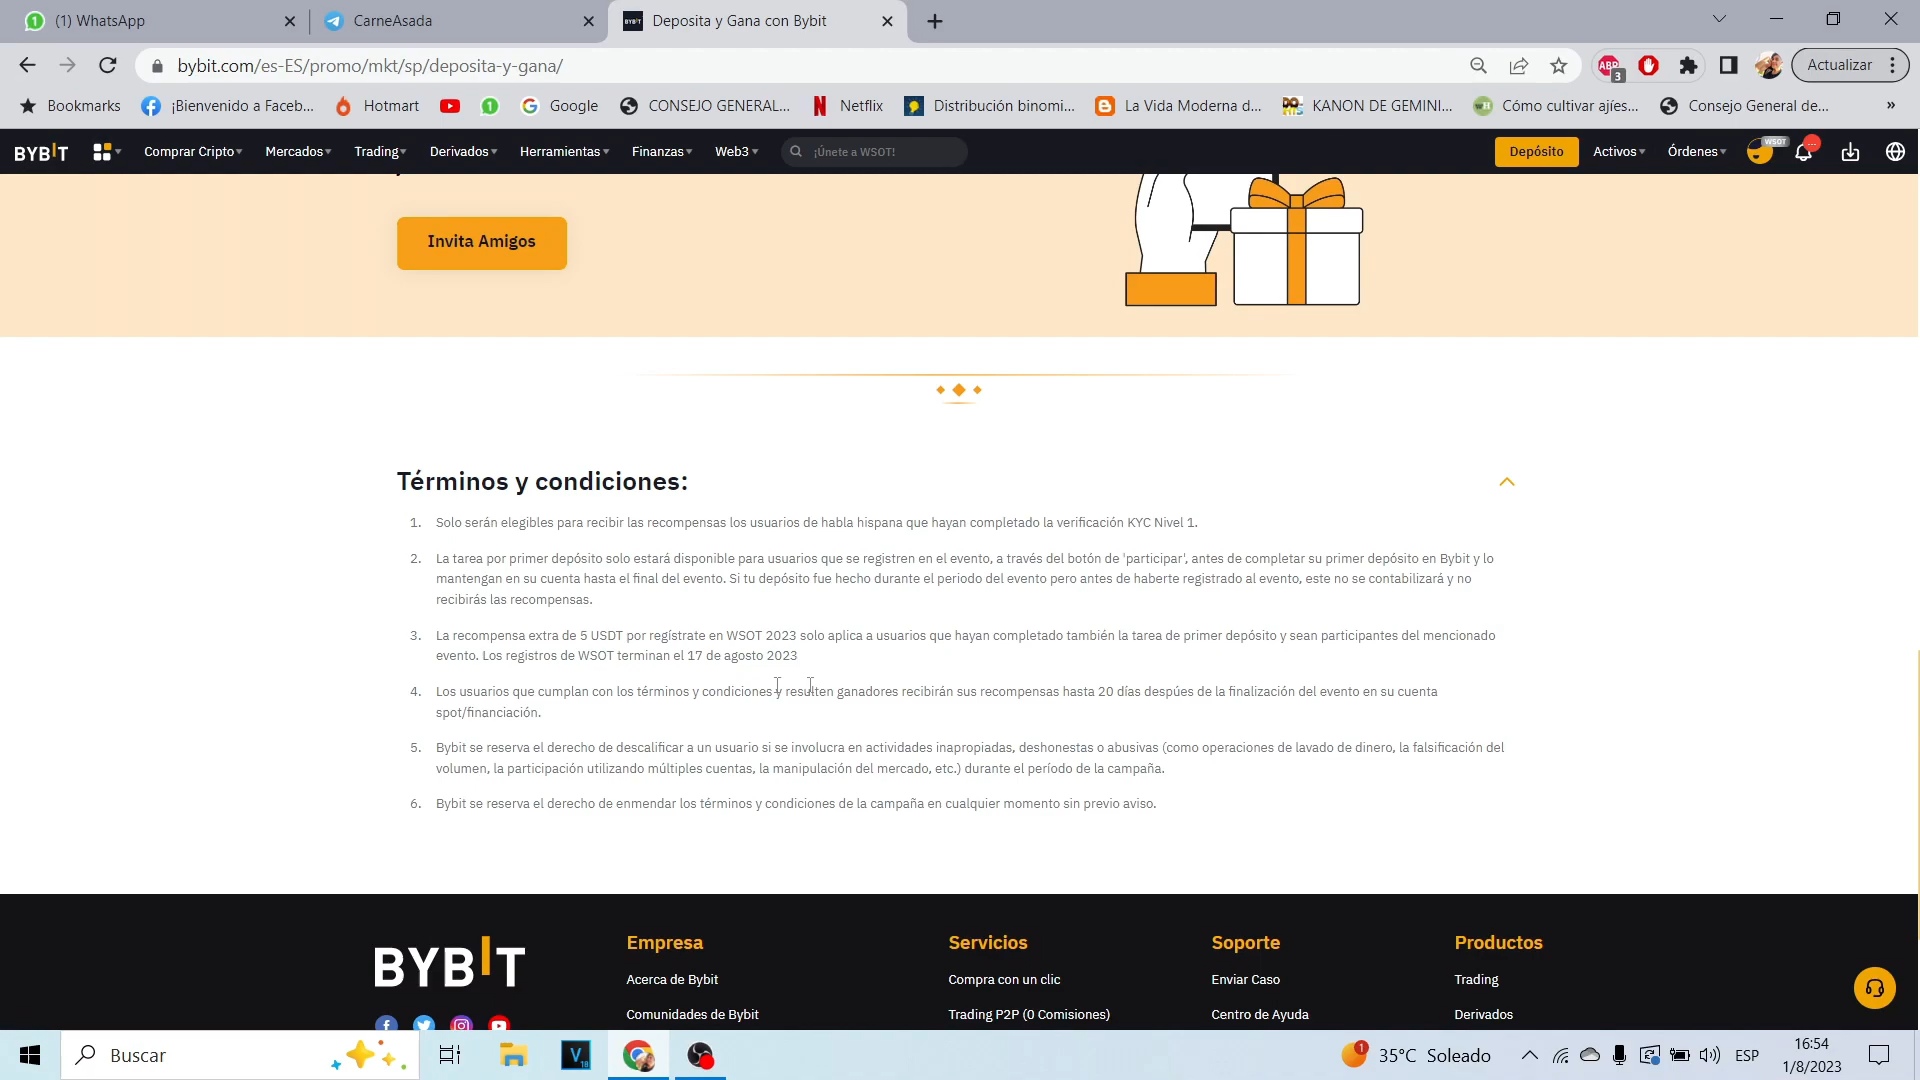 (1) WhatsApp
CarneAsada
Deposita y Gana con Bybit
bybit.com/es-ES/promo/mkt/sp/deposita-y-gana/
ABP
3
Actualizar
Bookmarks
¡Bienvenido a Faceb...
Hotmart
Google
CONSEJO GENERAL...
Netflix
Distribución binomi...
La Vida Moderna d...
KANON DE GEMINI...
Cómo cultivar ajíes...
Consejo General de...
BYBIT
Comprar Cripto
Mercados
Trading
Derivados
Herramientas
Finanzas
Web3
¡Únete a WSOT!
Depósito
Activos
Órdenes
WSOT
Invita Amigos
Términos y condiciones:
1. Solo serán elegibles para recibir las recompensas los usuarios de habla hispana que hayan completado la verificación KYC Nivel 1.
2. La tarea por primer depósito solo estará disponible para usuarios que se registren en el evento, a través del botón de 'participar', antes de completar su primer depósito en Bybit y lo
mantengan en su cuenta hasta el final del evento. Si tu depósito fue hecho durante el periodo del evento pero antes de haberte registrado al evento, este no se contabilizará y no
recibirás las recompensas.
3. La recompensa extra de 5 USDT por regístrate en WSOT 2023 solo aplica a usuarios que hayan completado también la tarea de primer depósito y sean participantes del mencionado
evento. Los registros de WSOT terminan el 17 de agosto 2023
4. Los usuarios que cumplan con los términos y condiciones y resulten ganadores recibirán sus recompensas hasta 20 días despúes de la finalización del evento en su cuenta
spot/financiación.
5. Bybit se reserva el derecho de descalificar a un usuario si se involucra en actividades inapropiadas, deshonestas o abusivas (como operaciones de lavado de dinero, la falsificación del
volumen, la participación utilizando múltiples cuentas, la manipulación del mercado, etc.) durante el período de la campaña.
6. Bybit se reserva el derecho de enmendar los términos y condiciones de la campaña en cualquier momento sin previo aviso.
BYBIT
Empresa
Acerca de Bybit
Comunidades de Bybit
Servicios
Compra con un clic
Trading P2P (0 Comisiones)
Soporte
Enviar Caso
Centro de Ayuda
Productos
Trading
Derivados
Buscar
1
35°C Soleado
ESP
16:54
1/8/2023